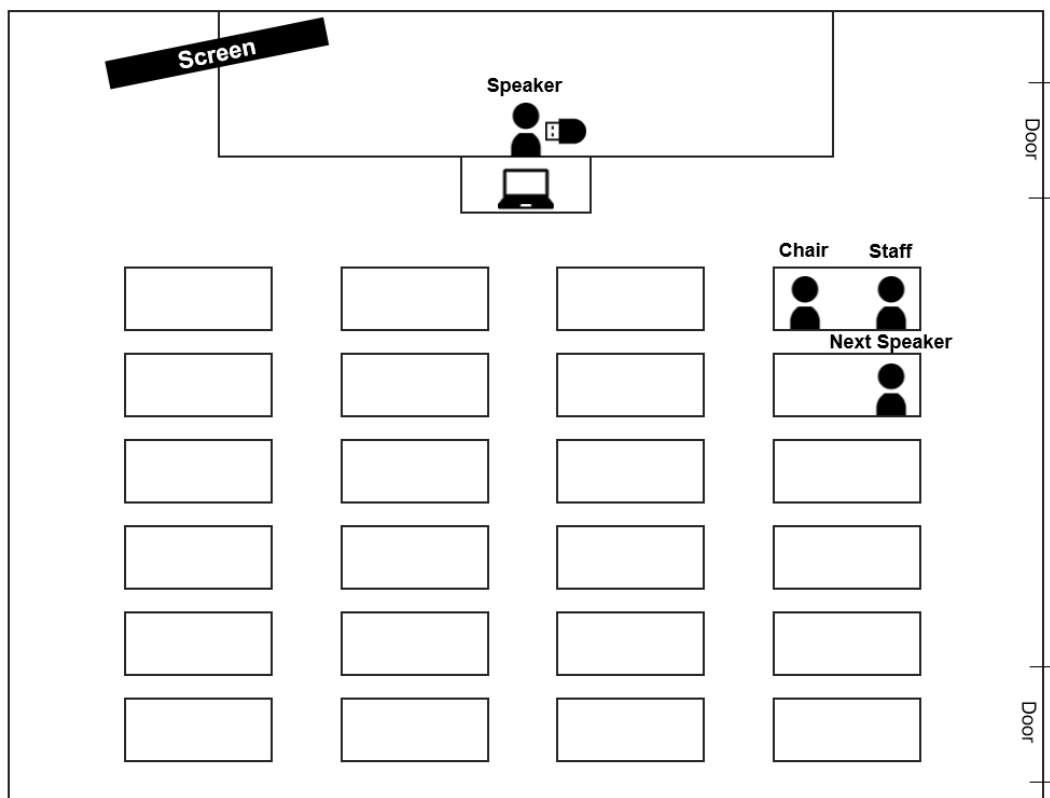 Screen
Speaker
Door
Chair
Staff
Next Speaker
Door